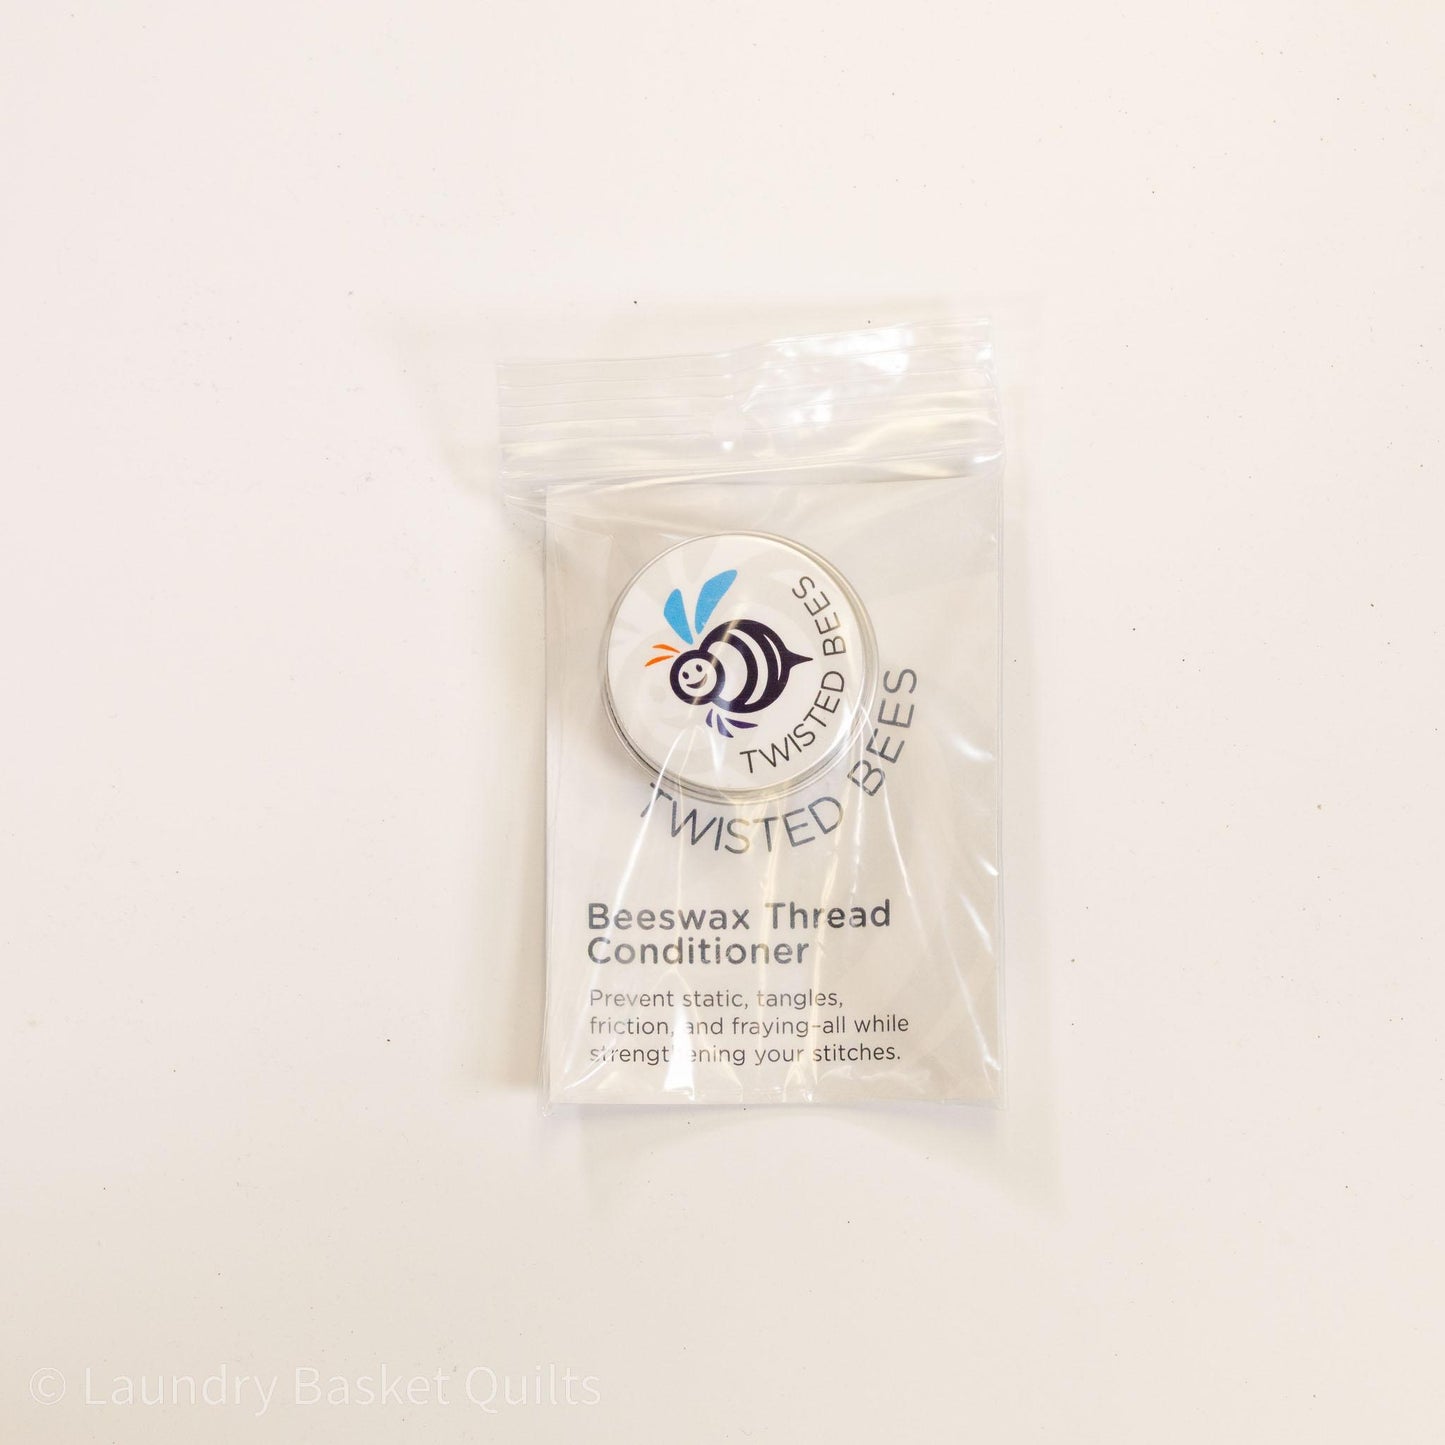 TWISTED BEES
TWISTED BEES
Beeswax Thread
Conditioner
Prevent static, tangles,
friction, and fraying-all while
strengthening your stitches.
© Laundry Basket Quilts